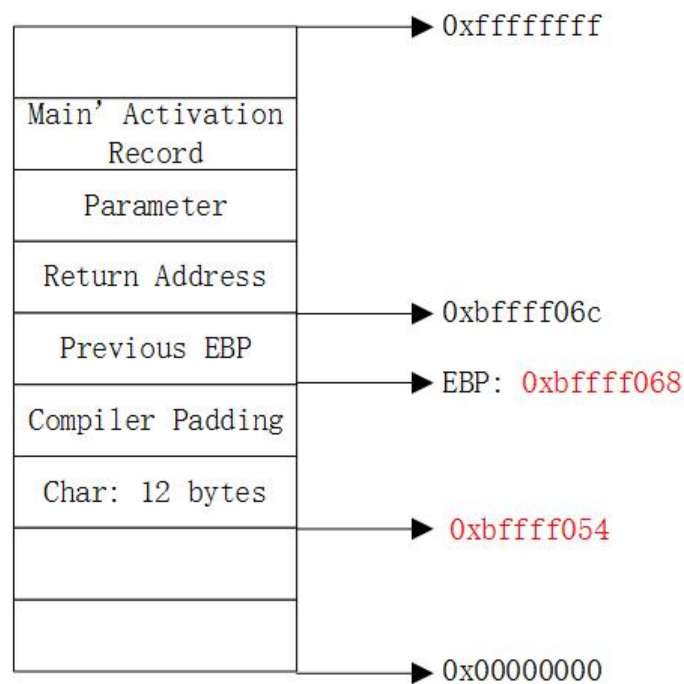 0xffffffff
Main' Activation
Record
Parameter
Return Address
0xbffff06c
Previous EBP
EBP: 0xbffff068
Compiler Padding
Char: 12 bytes
0xbffff054
0x00000000